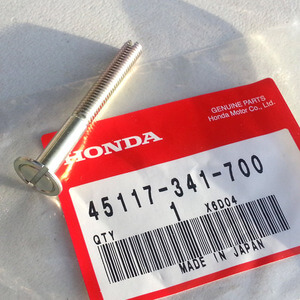 GENUINE PARTS
Honda Motor Co., Ltd.
HONDA
45117-341-700
1 X6D04
QTY
MADE IN JAPAN